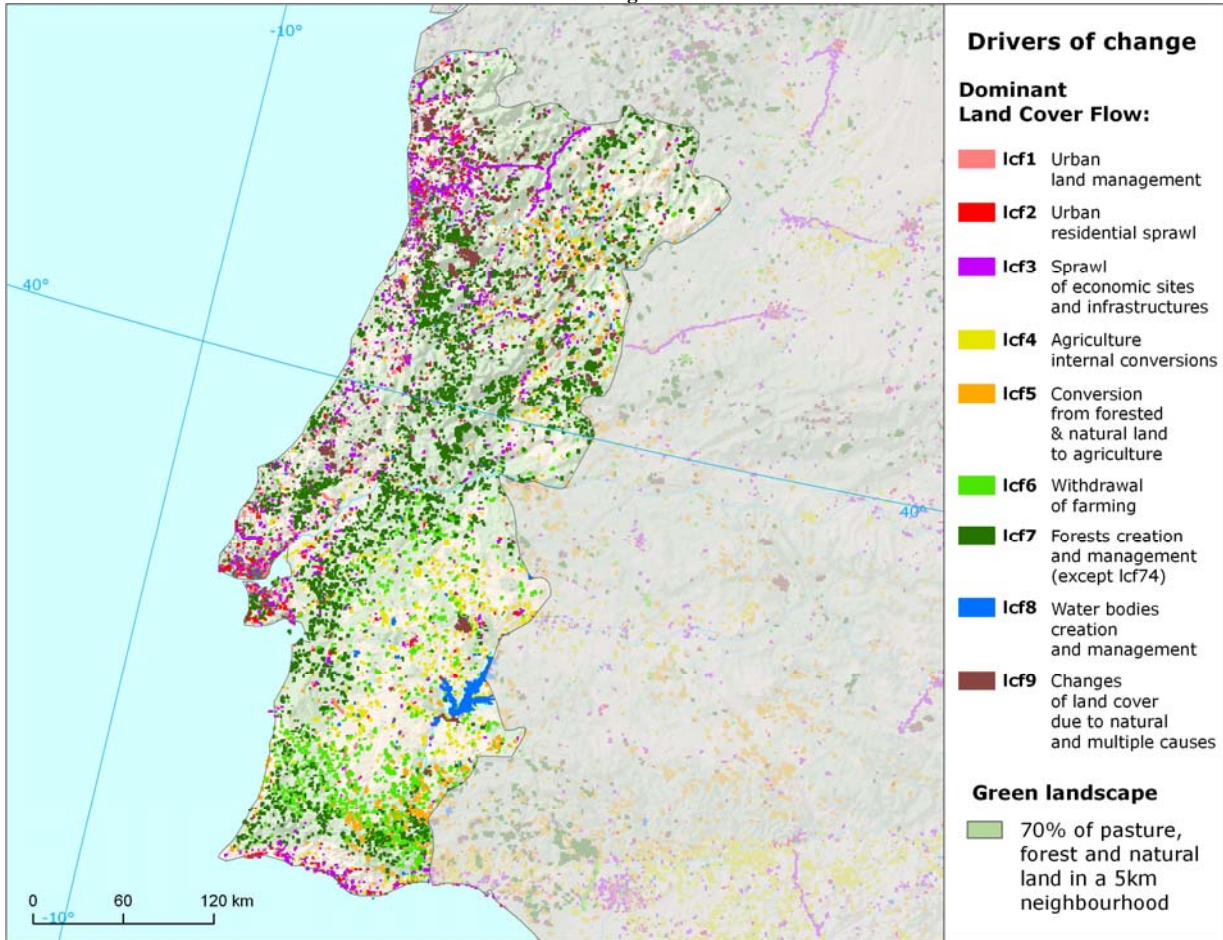 -10°
40°
40°
-10°
0 60 120 km
Drivers of change
Dominant
Land Cover Flow:
lcf1 Urban
land management
lcf2 Urban
residential sprawl
lcf3 Sprawl
of economic sites
and infrastructures
lcf4 Agriculture
internal conversions
lcf5 Conversion
from forested
& natural land
to agriculture
lcf6 Withdrawal
of farming
lcf7 Forests creation
and management
(except lcf74)
lcf8 Water bodies
creation
and management
lcf9 Changes
of land cover
due to natural
and multiple causes
Green landscape
70% of pasture,
forest and natural
land in a 5km
neighbourhood